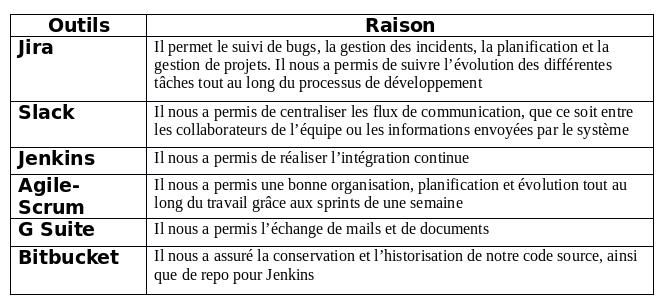 Outils Raison
Jira
Il permet le suivi de bugs, la gestion des incidents, la planification et la
gestion de projets. Il nous a permis de suivre l’évolution des différentes
tâches tout au long du processus de développement
Slack
Il nous a permis de centraliser les flux de communication, que ce soit entre
les collaborateurs de l’équipe ou les informations envoyées par le système
Jenkins
Il nous a permis de réaliser l’intégration continue
Agile-
Scrum
Il nous a permis une bonne organisation, planification et évolution tout au
long du travail grâce aux sprints de une semaine
G Suite
Il nous a permis l’échange de mails et de documents
Bitbucket
Il nous a assuré la conservation et l’historisation de notre code source, ainsi
que de repo pour Jenkins